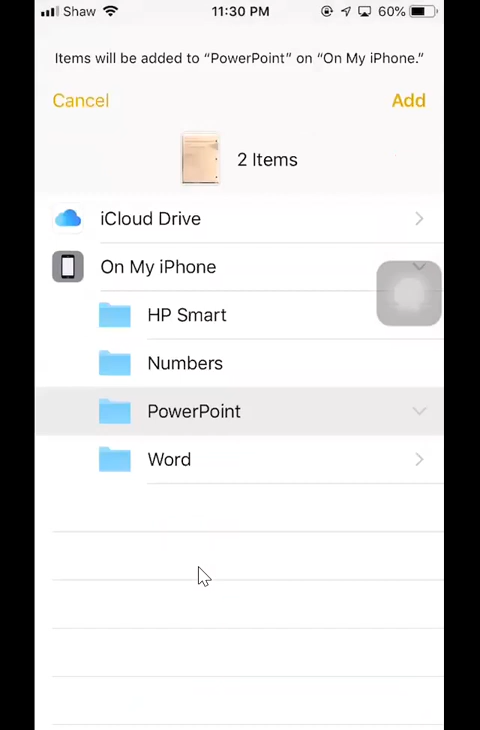 Shaw 11:30 PM 60%
Items will be added to “PowerPoint” on “On My iPhone.”
Cancel Add
2 Items
iCloud Drive
On My iPhone
HP Smart
Numbers
PowerPoint
Word